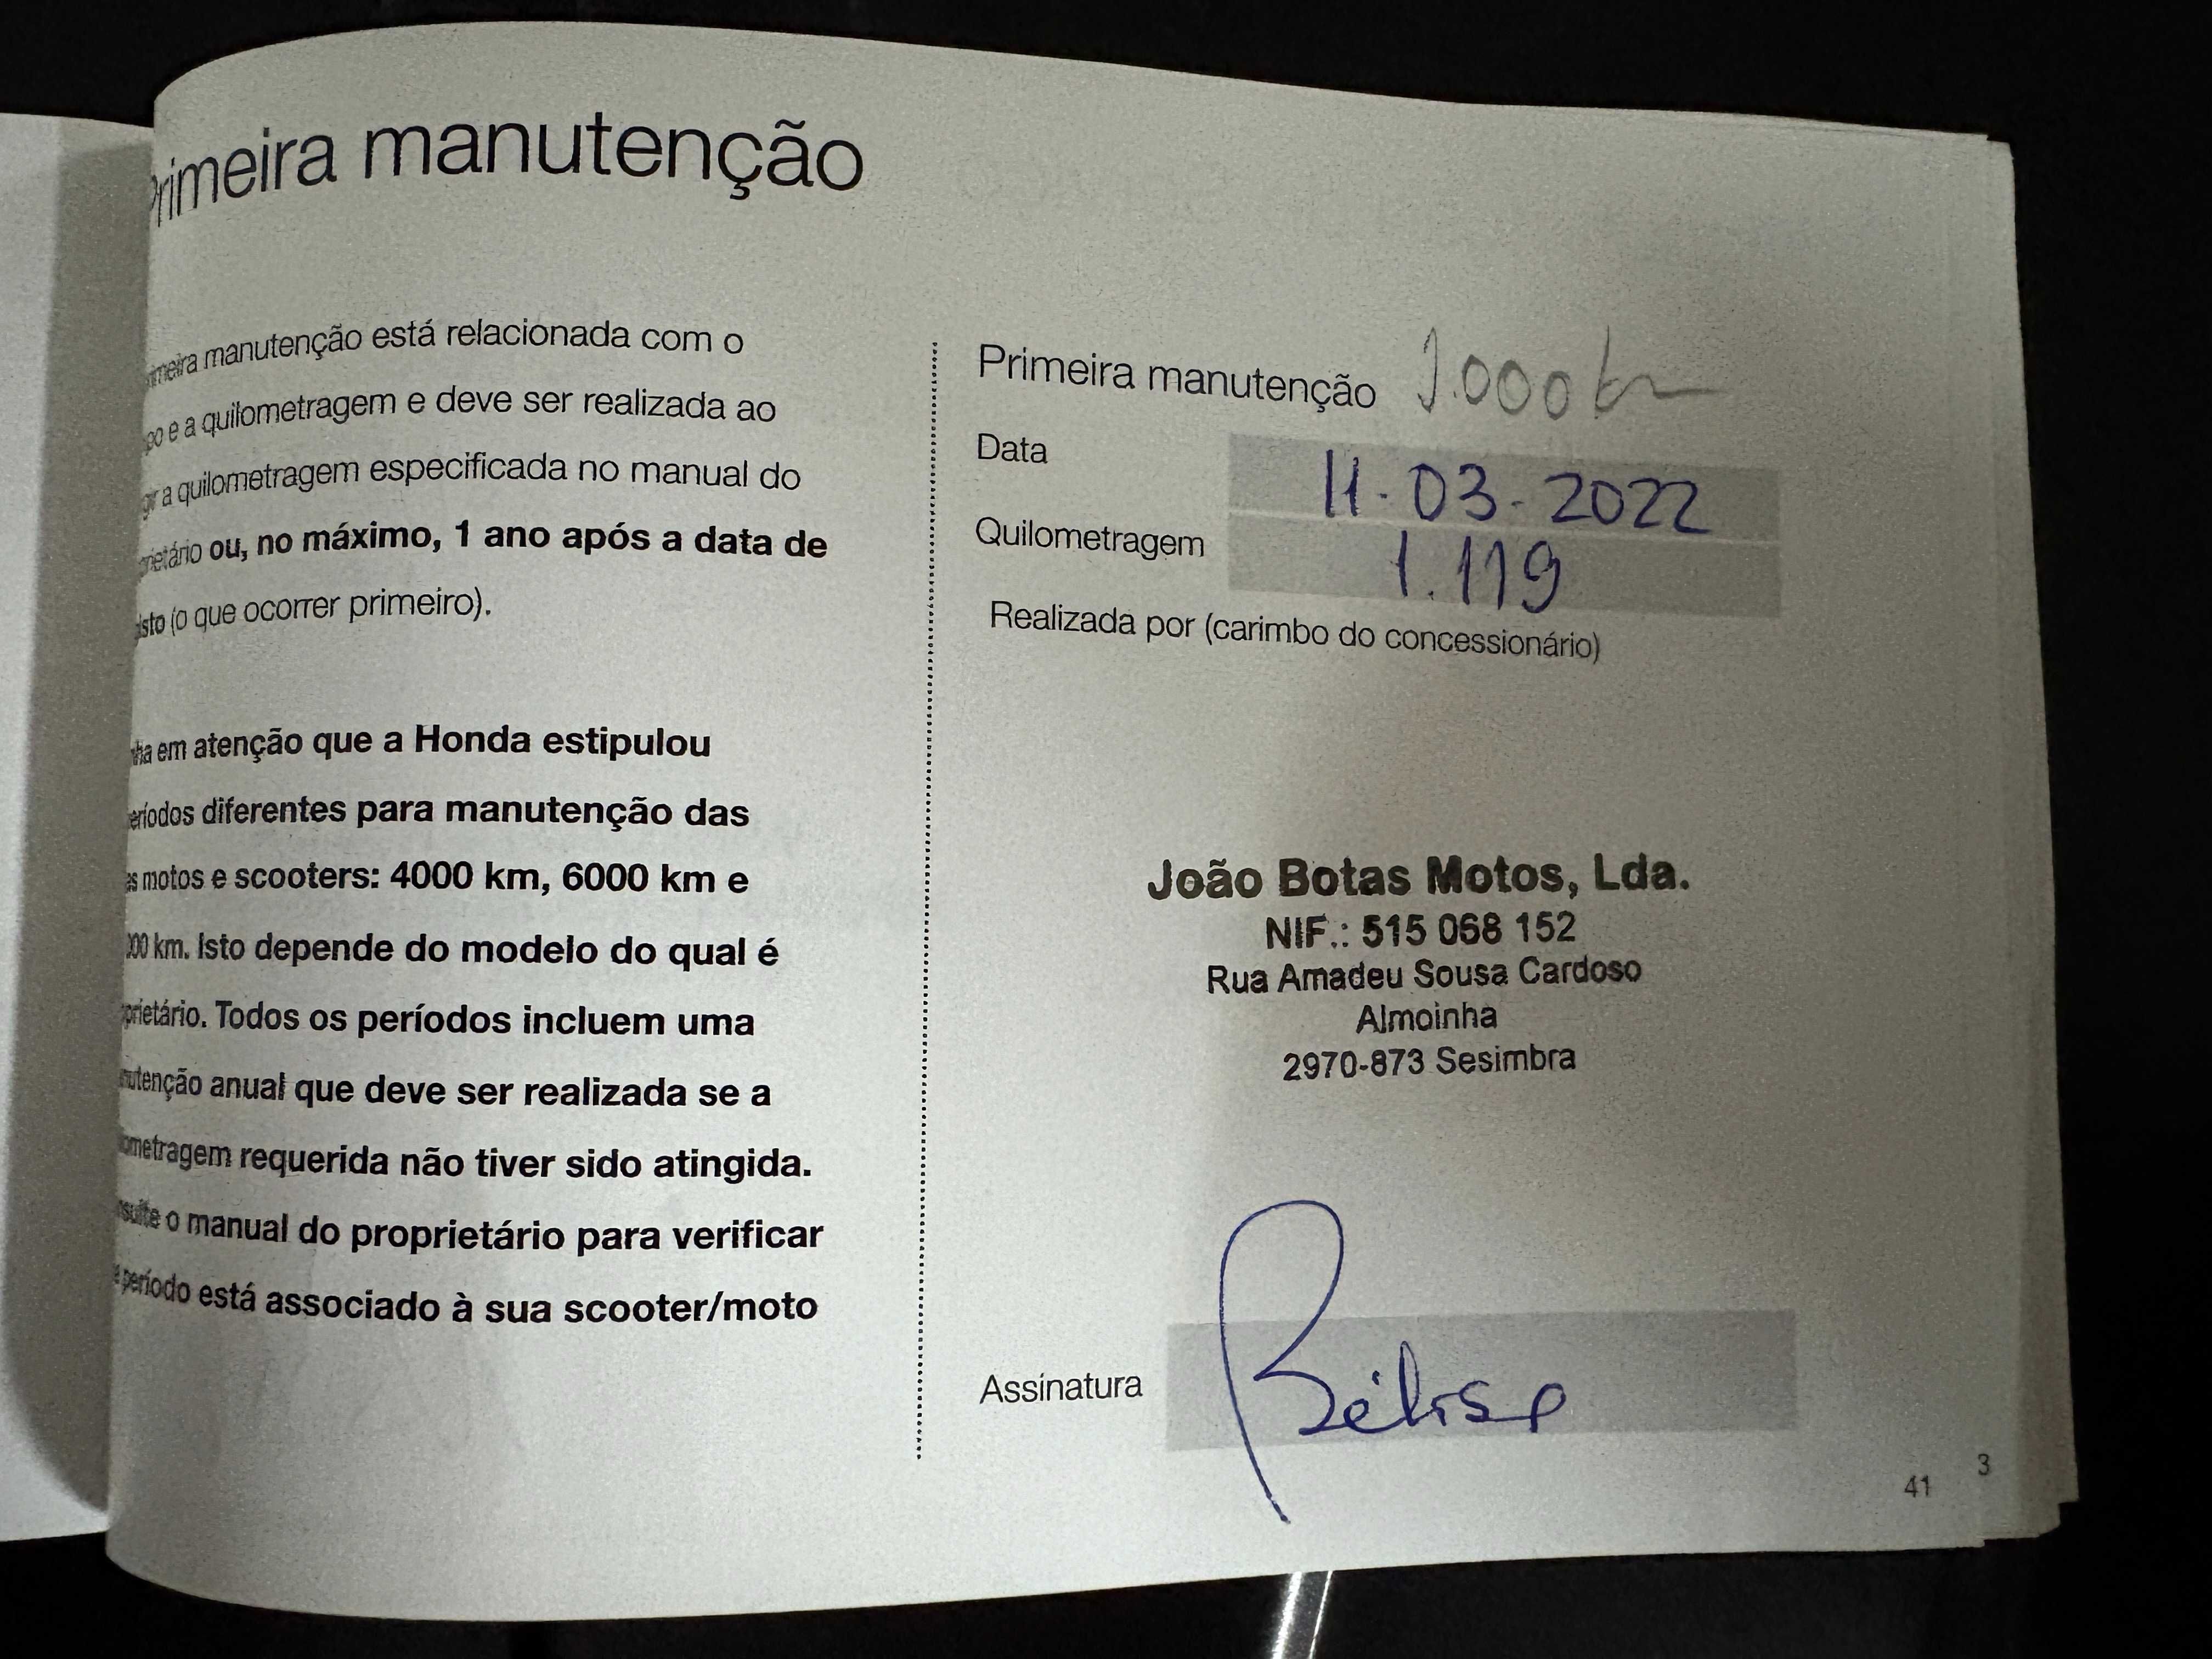 Primeira manutenção
manutenção está relacionada com o
e a quilometragem e deve ser realizada ao
a quilometragem especificada no manual do
ou, no máximo, 1 ano após a data de
(o que ocorrer primeiro).
em atenção que a Honda estipulou
períodos diferentes para manutenção das
motos e scooters: 4000 km, 6000 km e
km. Isto depende do modelo do qual é
proprietário. Todos os períodos incluem uma
manutenção anual que deve ser realizada se a
quilometragem requerida não tiver sido atingida.
o manual do proprietário para verificar
período está associado à sua scooter/moto
Primeira manutenção 1.000 km
Data 11-03-2022
Quilometragem 1.119
Realizada por (carimbo do concessionário)
João Botas Motos, Lda.
NIF.: 515 068 152
Rua Amadeu Sousa Cardoso
Almoinha
2970-873 Sesimbra
Assinatura
3
41